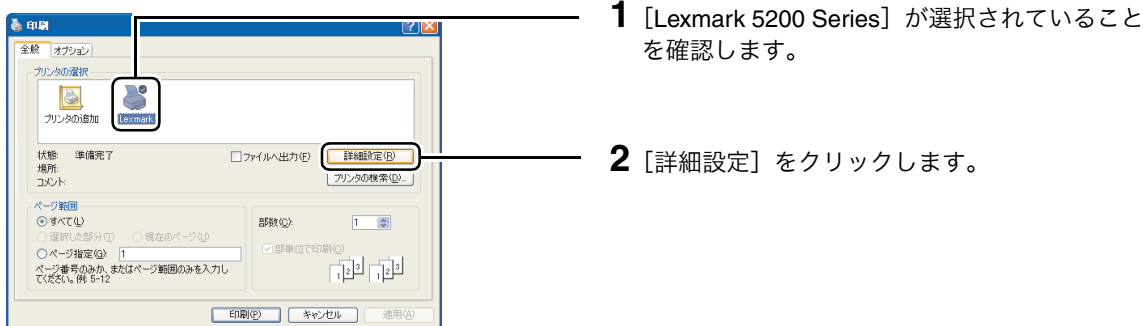 印刷
全般 オプション
プリンタの選択
プリンタの追加 Lexmark
状態: 準備完了
場所:
コメント:
ファイルへ出力(F) 詳細設定(R)
プリンタの検索(D)...
ページ範囲
すべて(L)
選択した部分(T) 現在のページ(U)
ページ指定(G): 1
ページ番号のみか、またはページ範囲のみを入力し
てください。例: 5-12
部数(C): 1
部単位で印刷(O)
1 2 3 1 2 3
印刷(P) キャンセル 適用(A)
1 [Lexmark 5200 Series] が選択されていること
を確認します。
2 [詳細設定] をクリックします。